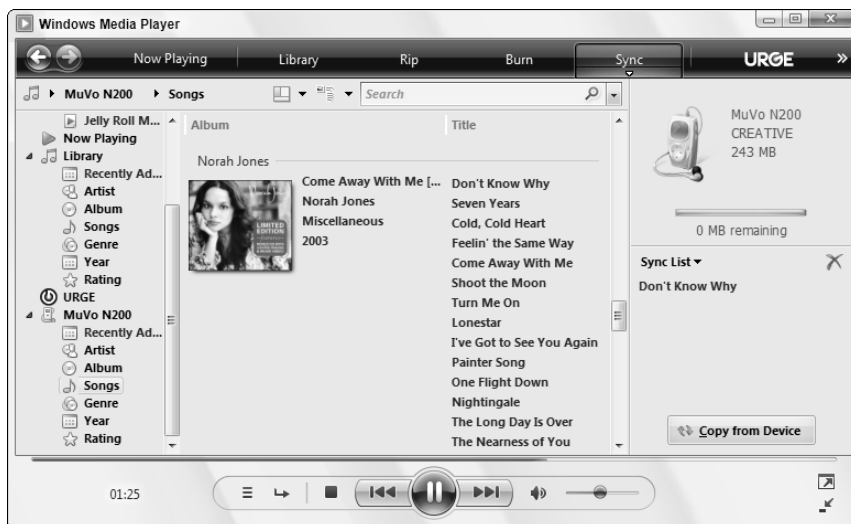 Windows Media Player
Now Playing
Library
Rip
Burn
Sync
URGE
»
MuVo N200 Songs
Search
Jelly Roll M...
Now Playing
Library
Recently Ad...
Artist
Album
Songs
Genre
Year
Rating
URGE
MuVo N200
Recently Ad...
Artist
Album
Songs
Genre
Year
Rating
Album
Title
Norah Jones
LIMITED
EDITION
Come Away With Me [...
Norah Jones
Miscellaneous
2003
Don't Know Why
Seven Years
Cold, Cold Heart
Feelin' the Same Way
Come Away With Me
Shoot the Moon
Turn Me On
Lonestar
I've Got to See You Again
Painter Song
One Flight Down
Nightingale
The Long Day Is Over
The Nearness of You
MuVo N200
CREATIVE
243 MB
0 MB remaining
Sync List
Don't Know Why
Copy from Device
01:25